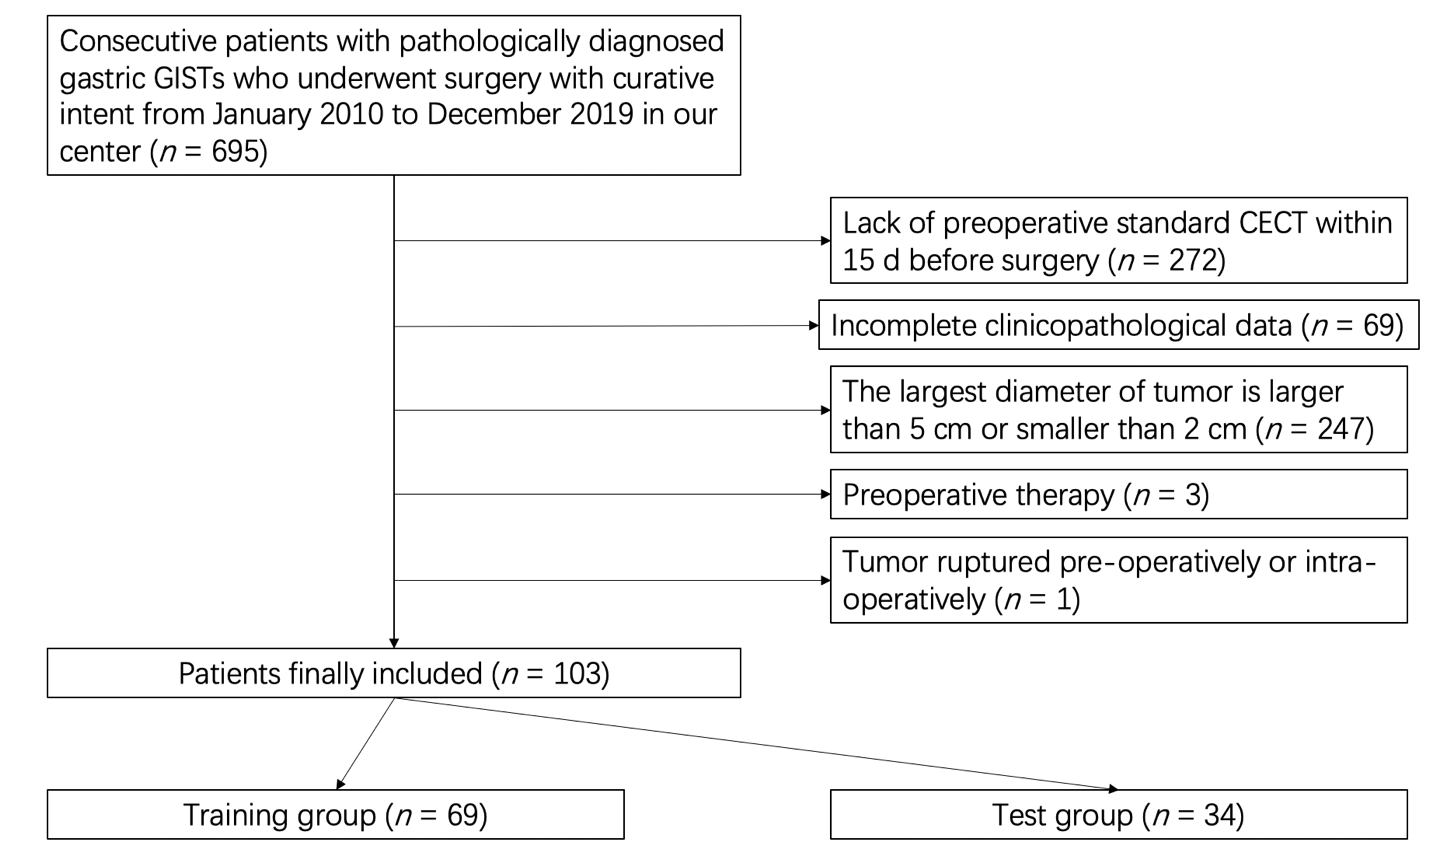 Consecutive patients with pathologically diagnosed
gastric GISTs who underwent surgery with curative
intent from January 2010 to December 2019 in our
center (n = 695)
Lack of preoperative standard CECT within
15 d before surgery (n = 272)
Incomplete clinicopathological data (n = 69)
The largest diameter of tumor is larger
than 5 cm or smaller than 2 cm (n = 247)
Preoperative therapy (n = 3)
Tumor ruptured pre-operatively or intra-
operatively (n = 1)
Patients finally included (n = 103)
Training group (n = 69)
Test group (n = 34)